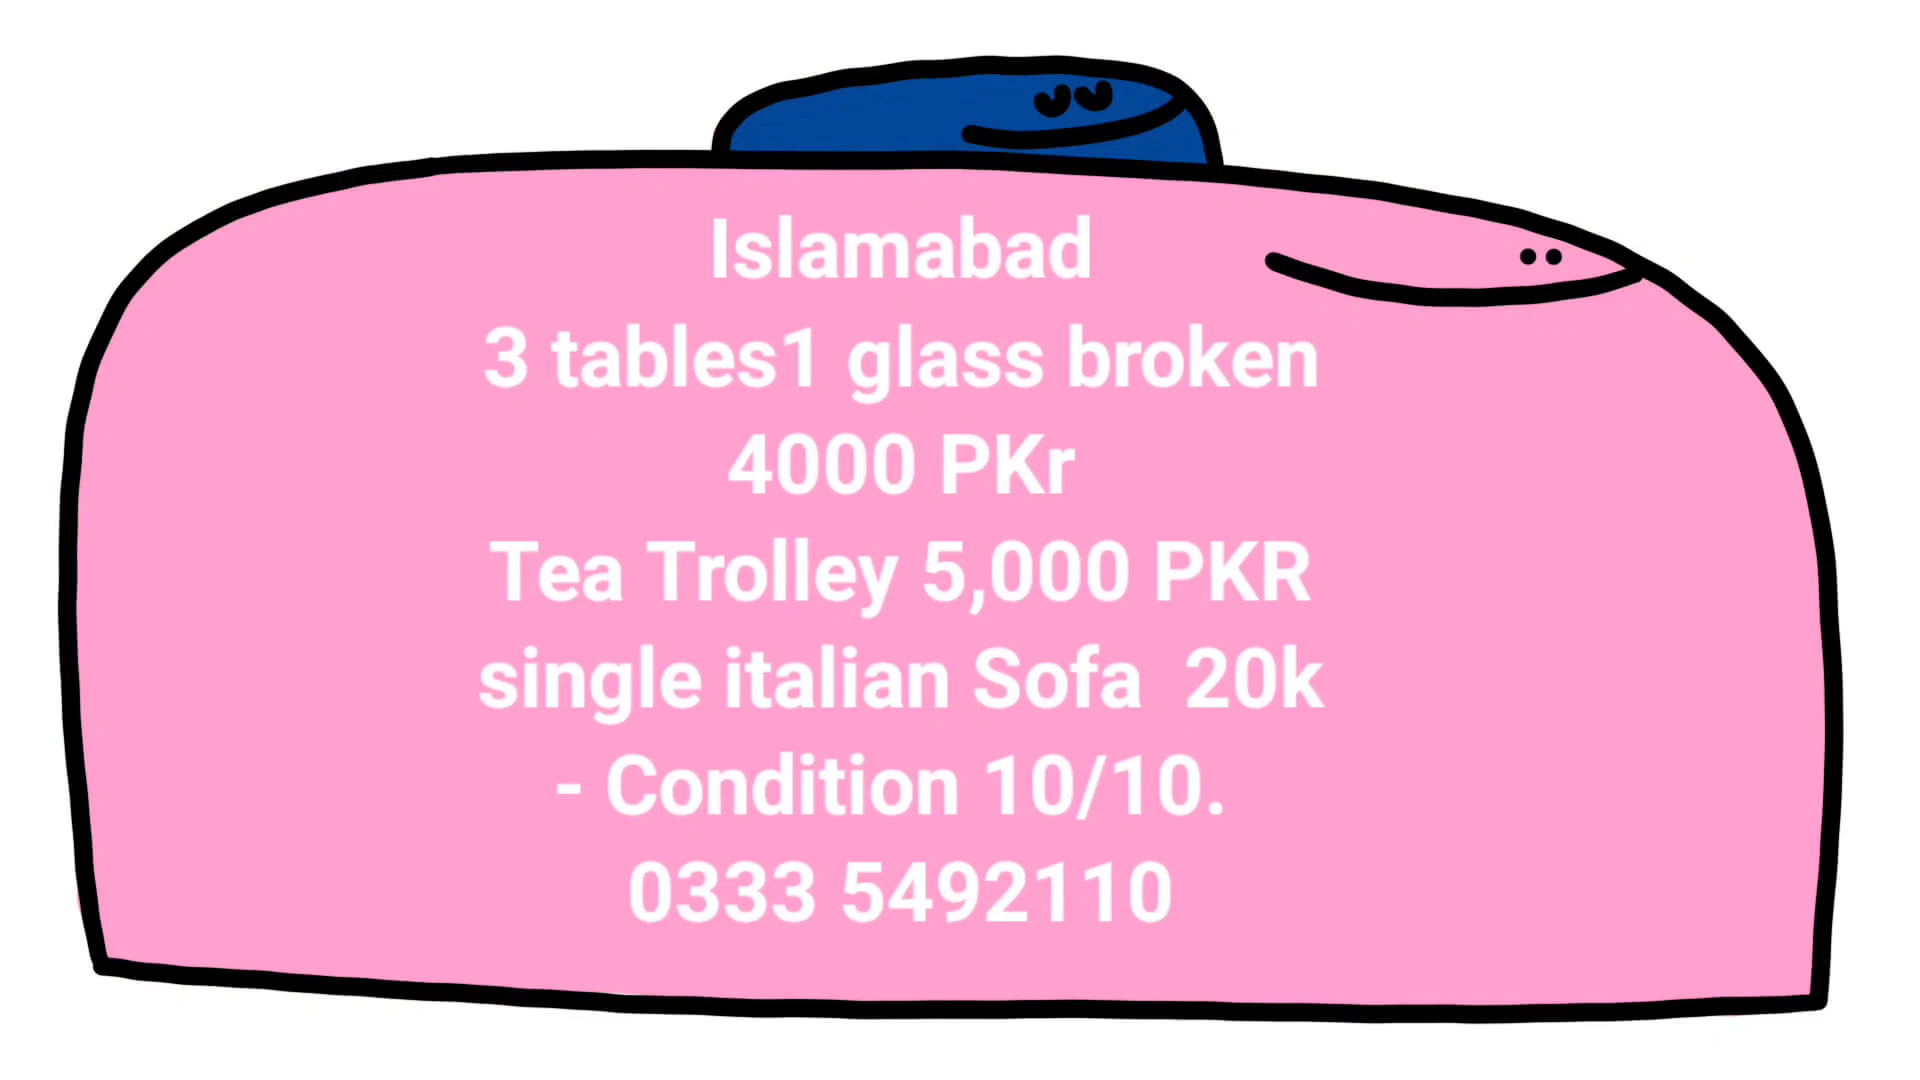 Islamabad
3 tables1 glass broken
4000 PKr
Tea Trolley 5,000 PKR
single italian Sofa  20k
- Condition 10/10.
0333 5492110